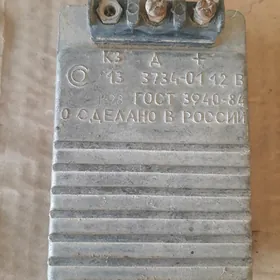 КЗ Д +
13 3734-01 12 В
ГОСТ 3940-84
О СДЕЛАНО В РОССИИ